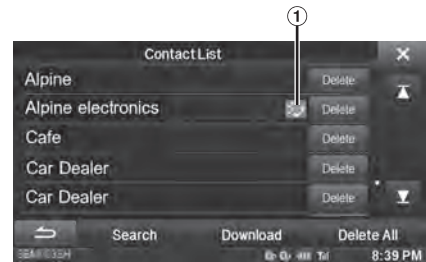 ①
Contact List
Alpine Delete
Alpine electronics Delete
Cafe Delete
Car Dealer Delete
Car Dealer Delete
Search Download Delete All
8:39 PM